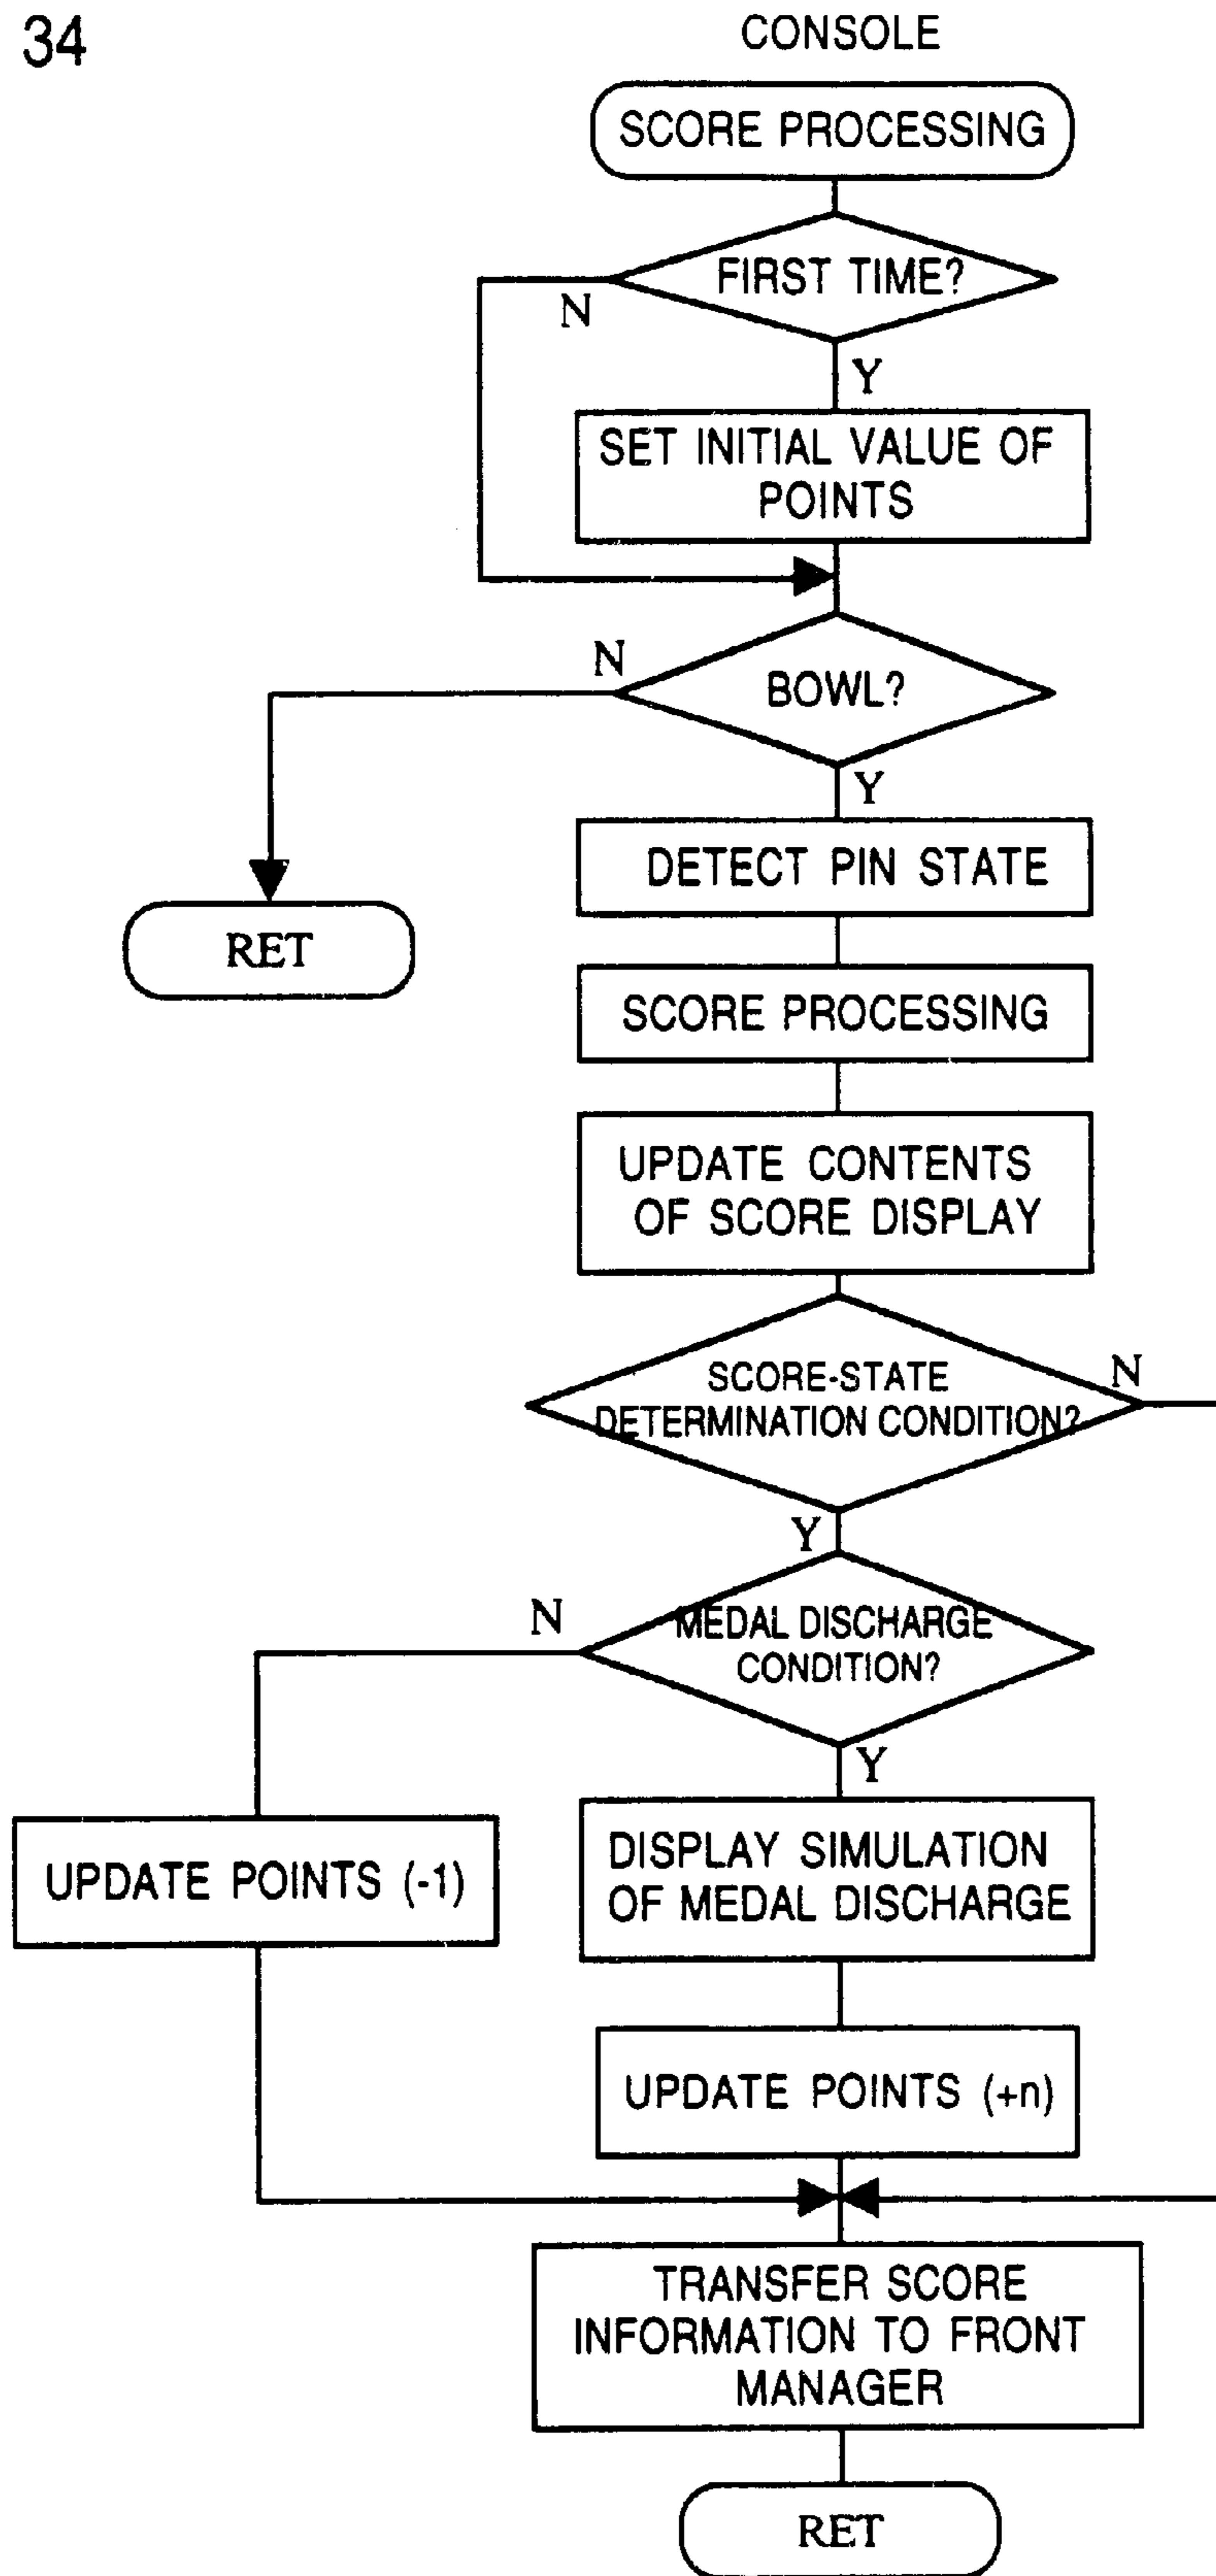 34
CONSOLE
SCORE PROCESSING
FIRST TIME?
N
Y
SET INITIAL VALUE OF
POINTS
N
BOWL?
Y
DETECT PIN STATE
RET
SCORE PROCESSING
UPDATE CONTENTS
OF SCORE DISPLAY
SCORE-STATE
DETERMINATION CONDITION?
N
Y
N
MEDAL DISCHARGE
CONDITION?
Y
UPDATE POINTS (-1)
DISPLAY SIMULATION
OF MEDAL DISCHARGE
UPDATE POINTS (+n)
TRANSFER SCORE
INFORMATION TO FRONT
MANAGER
RET